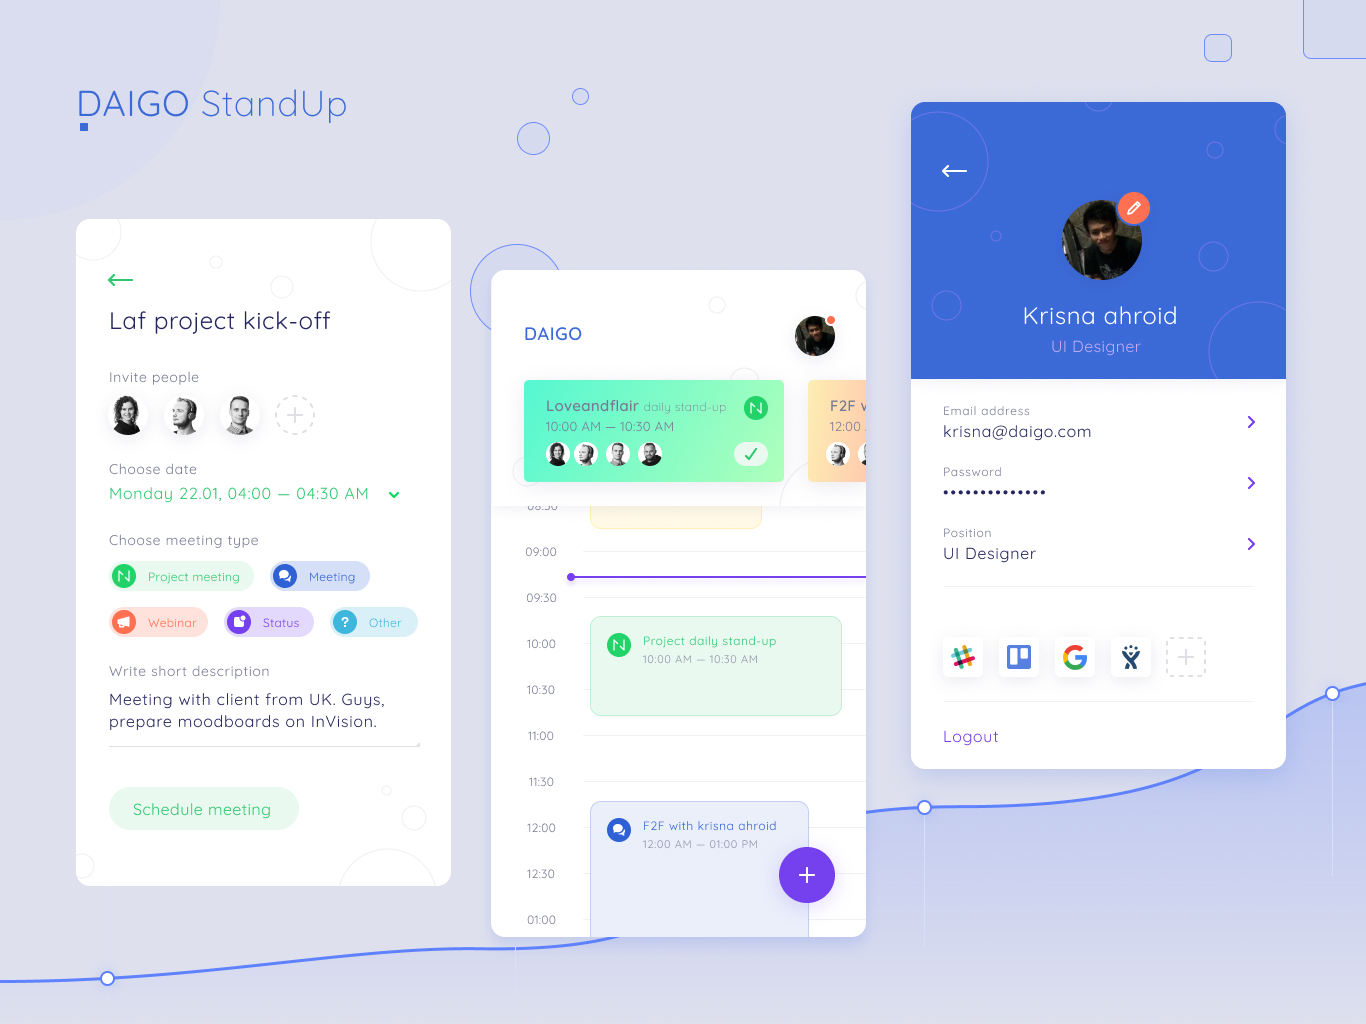 DAIGO StandUp
Laf project kick-off
Invite people
Choose date
Monday 22.01, 04:00 — 04:30 AM
Choose meeting type
Project meeting
Meeting
Webinar
Status
Other
Write short description
Meeting with client from UK. Guys,
prepare moodboards on InVision.
Schedule meeting
DAIGO
Loveandflair daily stand-up
10:00 AM — 10:30 AM
F2F
12:00
09:00
09:30
10:00
Project daily stand-up
10:00 AM — 10:30 AM
10:30
11:00
11:30
12:00
F2F with krisna ahroid
12:00 AM — 01:00 PM
12:30
01:00
Krisna ahroid
UI Designer
Email address
krisna@daigo.com
Password
••••••••••••••
Position
UI Designer
Logout